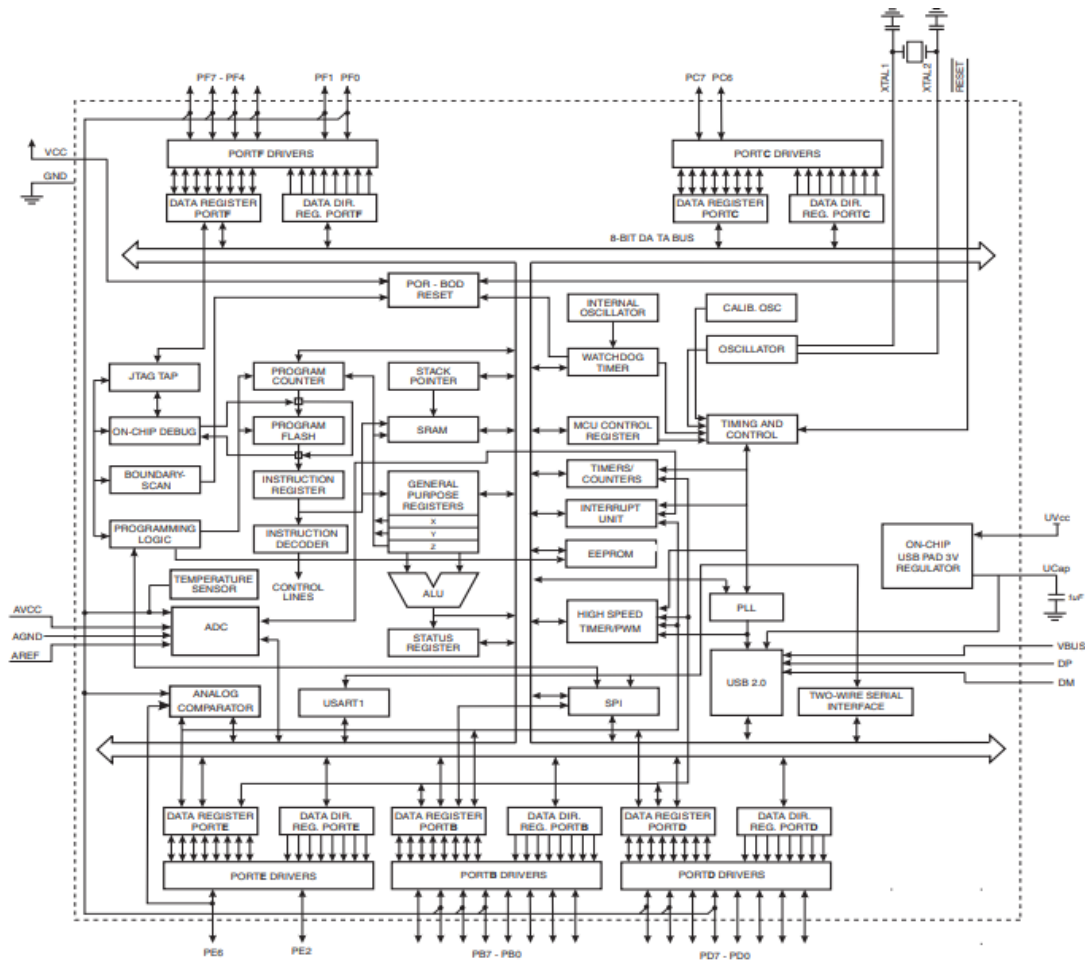 XTAL1
XTAL2
RESET
PF7 - PF4
PF1 PF0
PC7 PC6
VCC
GND
PORTF DRIVERS
PORTC DRIVERS
DATA REGISTER
PORTF
DATA DIR.
REG. PORTF
DATA REGISTER
PORTC
DATA DIR.
REG. PORTC
8-BIT DA TA BUS
POR - BOD
RESET
INTERNAL
OSCILLATOR
CALIB. OSC
OSCILLATOR
WATCHDOG
TIMER
JTAG TAP
PROGRAM
COUNTER
STACK
POINTER
ON-CHIP DEBUG
PROGRAM
FLASH
SRAM
MCU CONTROL
REGISTER
TIMING AND
CONTROL
BOUNDARY-
SCAN
INSTRUCTION
REGISTER
GENERAL
PURPOSE
REGISTERS
X
Y
Z
TIMERS/
COUNTERS
INTERRUPT
UNIT
PROGRAMMING
LOGIC
INSTRUCTION
DECODER
EEPROM
ON-CHIP
USB PAD 3V
REGULATOR
UVcc
UCap
1uF
TEMPERATURE
SENSOR
CONTROL
LINES
ALU
PLL
HIGH SPEED
TIMER/PWM
AVCC
AGND
AREF
ADC
STATUS
REGISTER
VBUS
DP
DM
USB 2.0
ANALOG
COMPARATOR
USART1
SPI
TWO-WIRE SERIAL
INTERFACE
DATA REGISTER
PORTE
DATA DIR.
REG. PORTE
DATA REGISTER
PORTB
DATA DIR.
REG. PORTB
DATA REGISTER
PORTD
DATA DIR.
REG. PORTD
PORTE DRIVERS
PORTB DRIVERS
PORTD DRIVERS
PE6
PE2
PB7 - PB0
PD7 - PD0